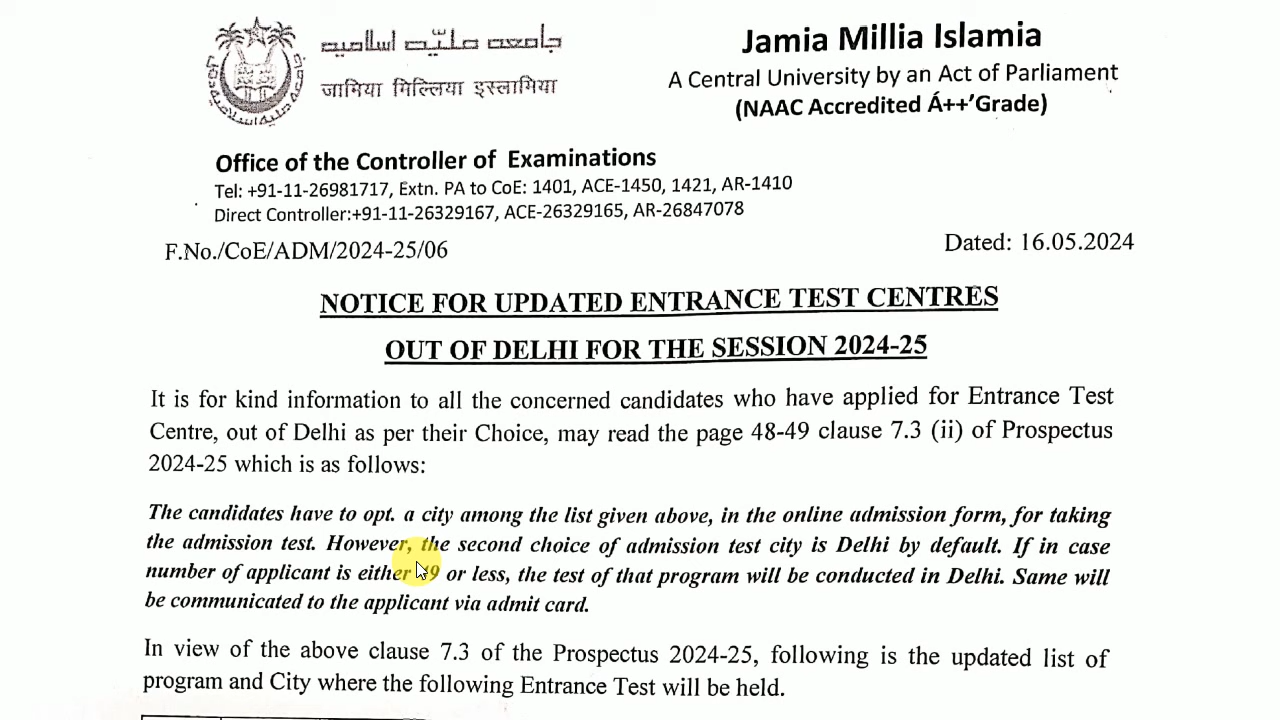 جامعہ ملیہ اسلامیہ
जामिया मिल्लिया इस्लामिया
Jamia Millia Islamia
A Central University by an Act of Parliament
(NAAC Accredited Á++’Grade)
Office of the Controller of Examinations
Tel: +91-11-26981717, Extn. PA to CoE: 1401, ACE-1450, 1421, AR-1410
Direct Controller:+91-11-26329167, ACE-26329165, AR-26847078
F.No./CoE/ADM/2024-25/06
Dated: 16.05.2024
NOTICE FOR UPDATED ENTRANCE TEST CENTRES
OUT OF DELHI FOR THE SESSION 2024-25
It is for kind information to all the concerned candidates who have applied for Entrance Test
Centre, out of Delhi as per their Choice, may read the page 48-49 clause 7.3 (ii) of Prospectus
2024-25 which is as follows:
The candidates have to opt. a city among the list given above, in the online admission form, for taking
the admission test. However, the second choice of admission test city is Delhi by default. If in case
number of applicant is either 49 or less, the test of that program will be conducted in Delhi. Same will
be communicated to the applicant via admit card.
In view of the above clause 7.3 of the Prospectus 2024-25, following is the updated list of
program and City where the following Entrance Test will be held.